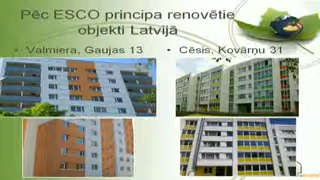 Pēc ESCO principa renovētie
objekti Latvijā
• Valmiera, Gaujas 13
• Cēsis, Kovārņu 31